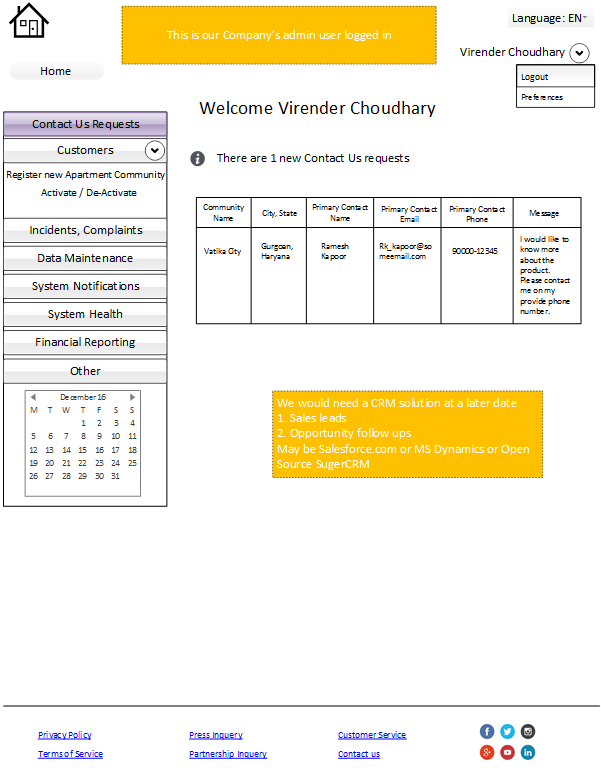 This is our Company's admin user logged in
Language: EN
Virender Choudhary
Logout
Preferences
Home
Welcome Virender Choudhary
Contact Us Requests
Customers
Register new Apartment Community
Activate / De-Activate
Incidents, Complaints
Data Maintenance
System Notifications
System Health
Financial Reporting
Other
December 16
M T W T F S S
1 2 3 4
5 6 7 8 9 10 11
12 13 14 15 16 17 18
19 20 21 22 23 24 25
26 27 28 29 30 31
There are 1 new Contact Us requests
Community Name
City, State
Primary Contact Name
Primary Contact Email
Primary Contact Phone
Message
Vatika City
Gurgoan,
Haryana
Ramesh
Kapoor
Rk_kapoor@so
meemail.com
90000-12345
I would like to
know more
about the
product.
Please contact
me on my
provide phone
number.
We would need a CRM solution at a later date
1. Sales leads
2. Opportunity follow ups
May be Salesforce.com or MS Dynamics or Open
Source SugerCRM
Privacy Policy
Press Inquery
Customer Service
Terms of Service
Partnership Inquery
Contact us